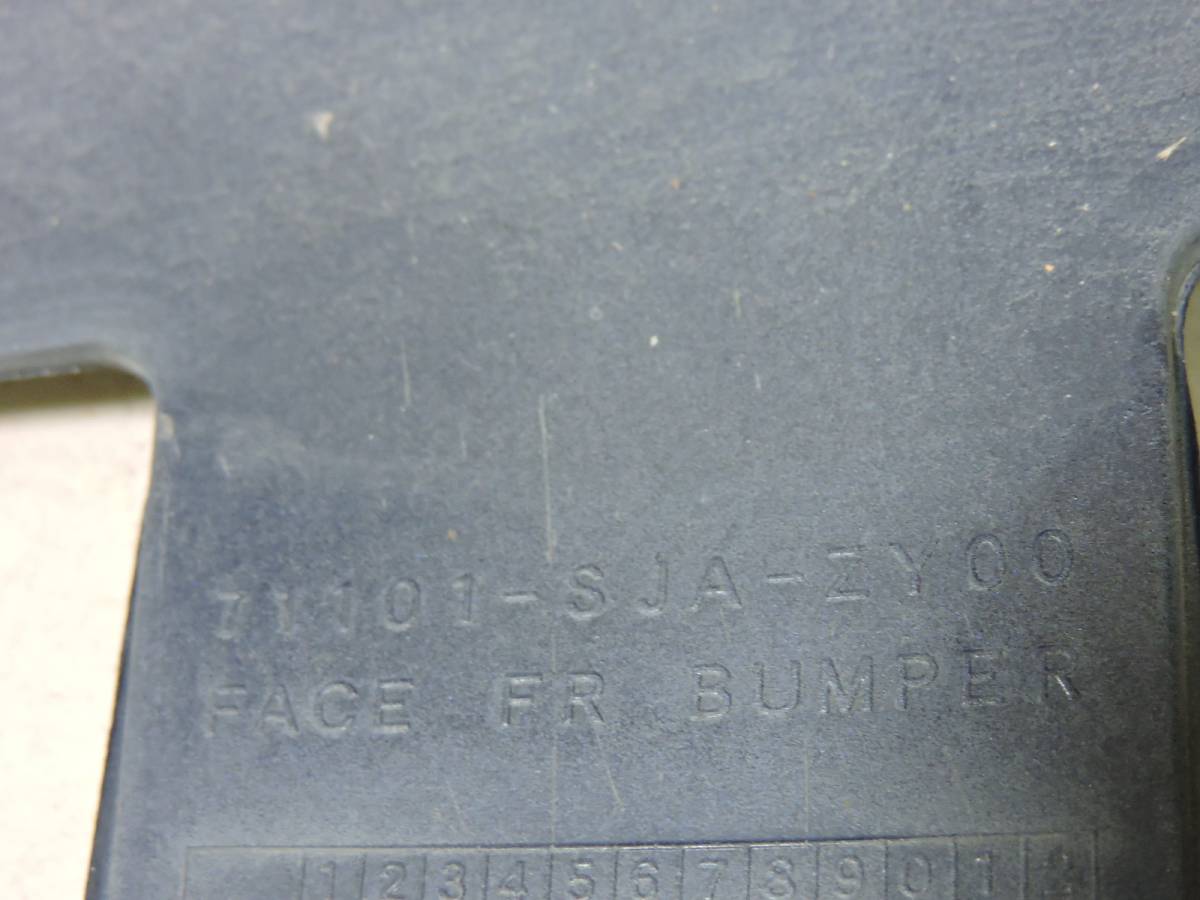 71101-SJA-ZY00
FACE FR BUMPER
1 2 3 4 5 6 7 8 9 0 1 2